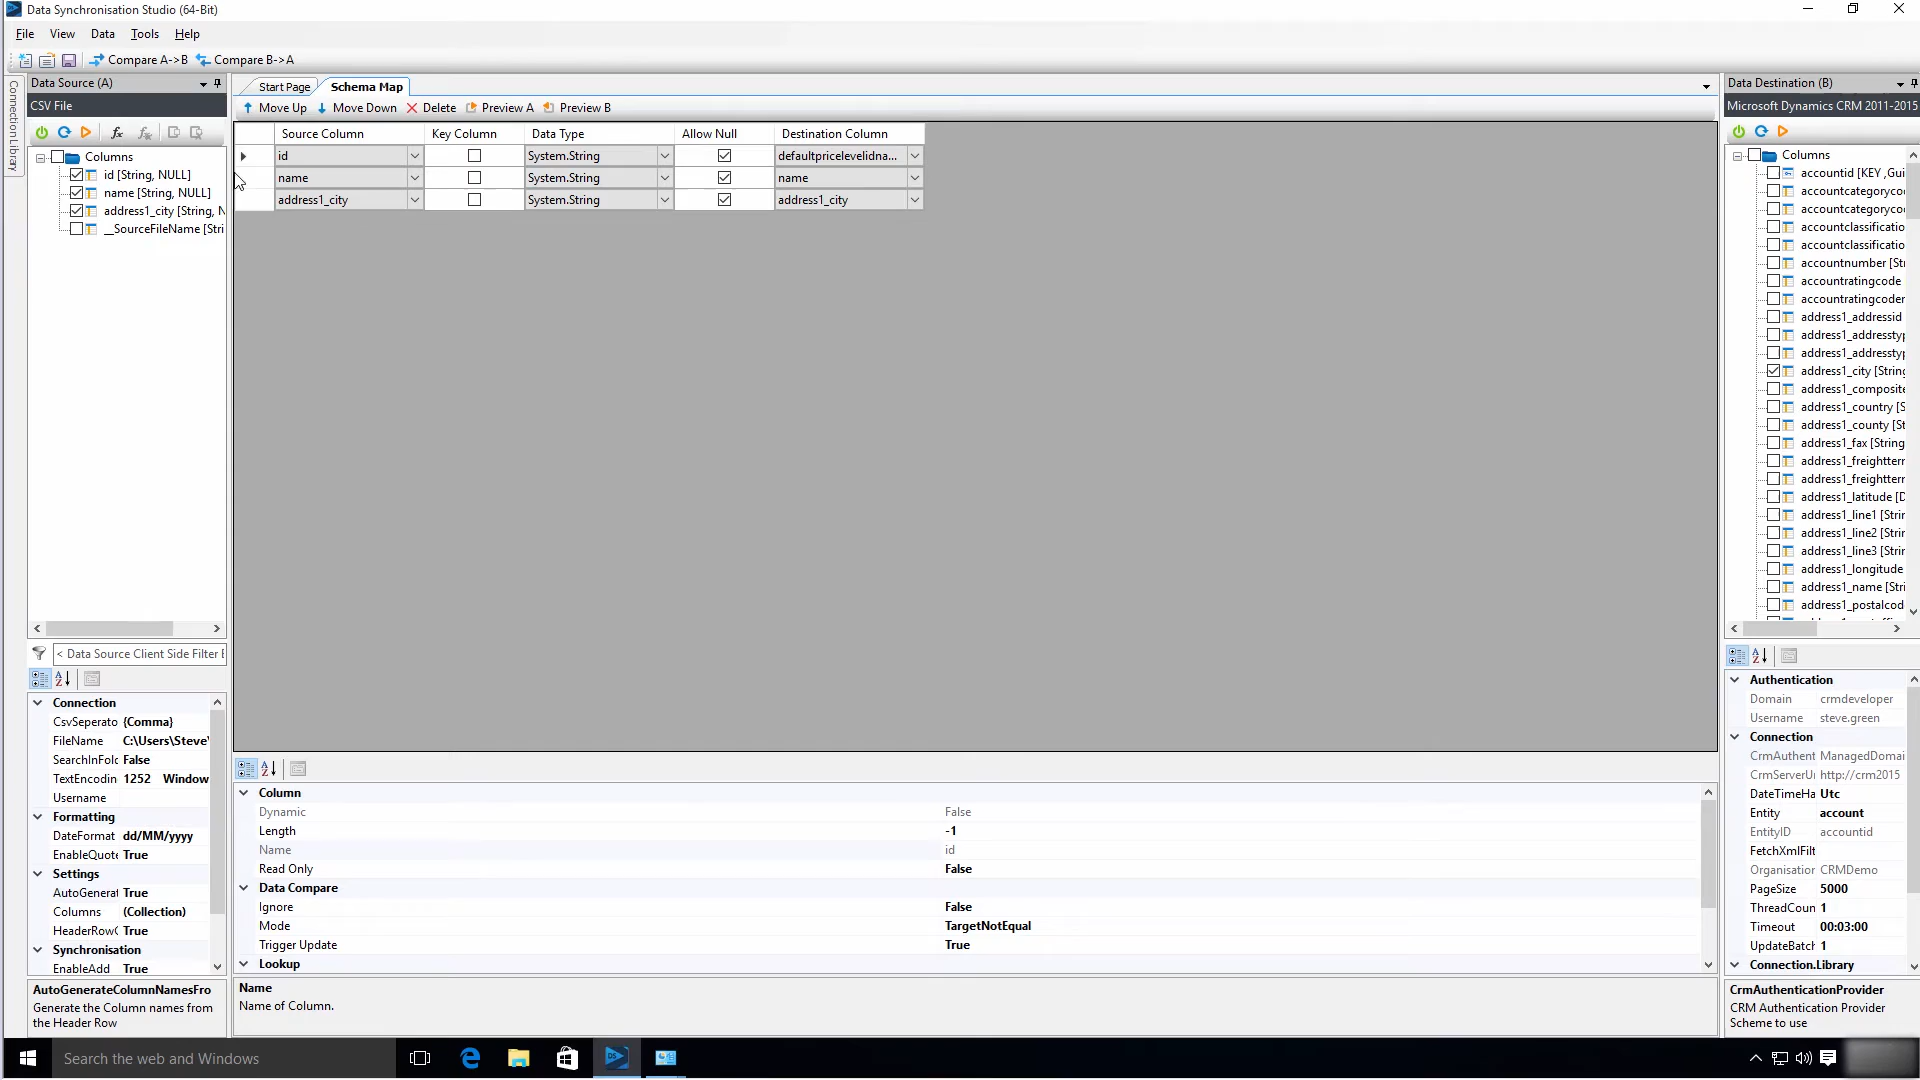 Data Synchronisation Studio (64-Bit)
File View Data Tools Help
Compare A->B Compare B->A
Connection Library
Data Source (A)
CSV File
Columns
id [String, NULL]
name [String, NULL]
address1_city [String, N
__SourceFileName [Stri
< Data Source Client Side Filter E
Connection
CsvSeperato {Comma}
FileName C:\Users\Steve\
SearchInFolc False
TextEncodin 1252 Window
Username
Formatting
DateFormat dd/MM/yyyy
EnableQuote True
Settings
AutoGenerat True
Columns (Collection)
HeaderRowC True
Synchronisation
EnableAdd True
AutoGenerateColumnNamesFro
Generate the Column names from
the Header Row
Start Page Schema Map
Move Up Move Down Delete Preview A Preview B
Source Column Key Column Data Type Allow Null Destination Column
id System.String defaultpricelevelidna...
name System.String name
address1_city System.String address1_city
Column
Dynamic False
Length -1
Name id
Read Only False
Data Compare
Ignore False
Mode TargetNotEqual
Trigger Update True
Lookup
Name
Name of Column.
Data Destination (B)
Microsoft Dynamics CRM 2011-2015
Columns
accountid [KEY ,Gui
accountcategoryco
accountcategoryco
accountclassificatio
accountclassificatio
accountnumber [Str
accountratingcode
accountratingcoder
address1_addressid
address1_addresstyp
address1_addresstyp
address1_city [String
address1_composite
address1_country [S
address1_county [St
address1_fax [String
address1_freightterr
address1_freightterr
address1_latitude [D
address1_line1 [Strir
address1_line2 [Strir
address1_line3 [Strir
address1_longitude
address1_name [Stri
address1_postalcod
Authentication
Domain crmdeveloper
Username steve.green
Connection
CrmAuthent ManagedDomai
CrmServerUr http://crm2015
DateTimeHa Utc
Entity account
EntityID accountid
FetchXmlFilt
Organisation CRMDemo
PageSize 5000
ThreadCoun 1
Timeout 00:03:00
UpdateBatch 1
Connection.Library
CrmAuthenticationProvider
CRM Authentication Provider
Scheme to use
Search the web and Windows